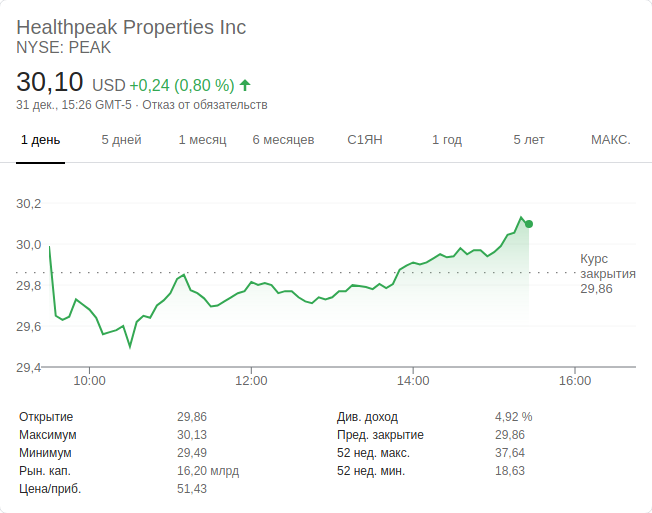 Healthpeak Properties Inc
NYSE: PEAK
30,10 USD +0,24 (0,80 %)
31 дек., 15:26 GMT-5 · Отказ от обязательств
1 день 5 дней 1 месяц 6 месяцев С1ЯН 1 год 5 лет МАКС.
30,2
30,0
29,8
29,6
29,4
Курс
закрытия
29,86
10:00 12:00 14:00 16:00
Открытие 29,86
Максимум 30,13
Минимум 29,49
Рын. кап. 16,20 млрд
Цена/приб. 51,43
Див. доход 4,92 %
Пред. закрытие 29,86
52 нед. макс. 37,64
52 нед. мин. 18,63